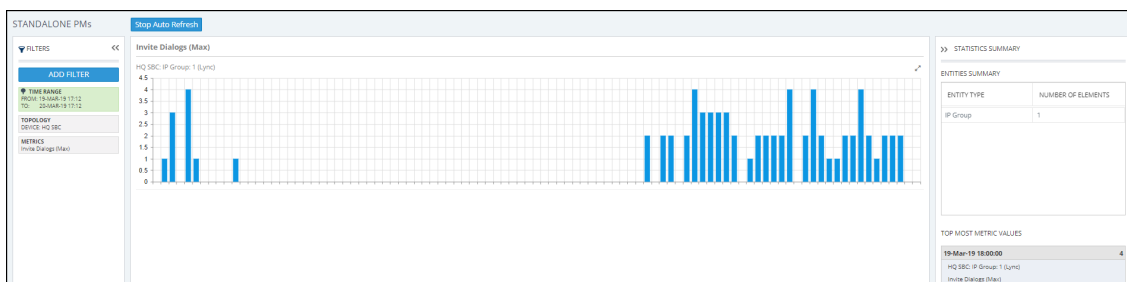 STANDALONE PMs
Stop Auto Refresh
FILTERS
ADD FILTER
TIME RANGE
FROM: 19-MAR-19 17:12
TO: 23-MAR-19 17:12
TOPOLOGY
DEVICE: HQ SBC
METRICS
Invite Dialogs (Max)
Invite Dialogs (Max)
HQ SBC: IP Group: 1 (Lync)
4.5
4
3.5
3
2.5
2
1.5
1
0.5
0
STATISTICS SUMMARY
ENTITIES SUMMARY
ENTITY TYPE NUMBER OF ELEMENTS
IP Group 1
TOP MOST METRIC VALUES
19-Mar-19 18:00:00 4
HQ SBC: IP Group: 1 (Lync)
Invite Dialogs (Max)